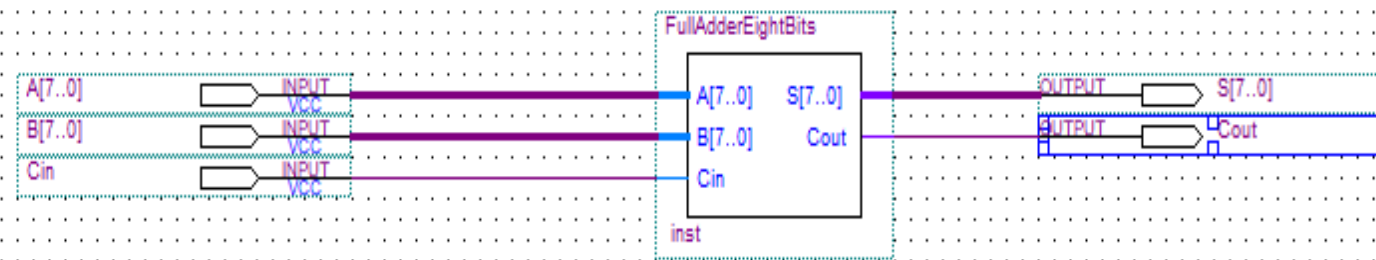 FullAdderEightBits
A[7..0] INPUT VCC A[7..0] S[7..0] OUTPUT S[7..0]
B[7..0] INPUT VCC B[7..0] Cout OUTPUT Cout
Cin INPUT VCC Cin
inst